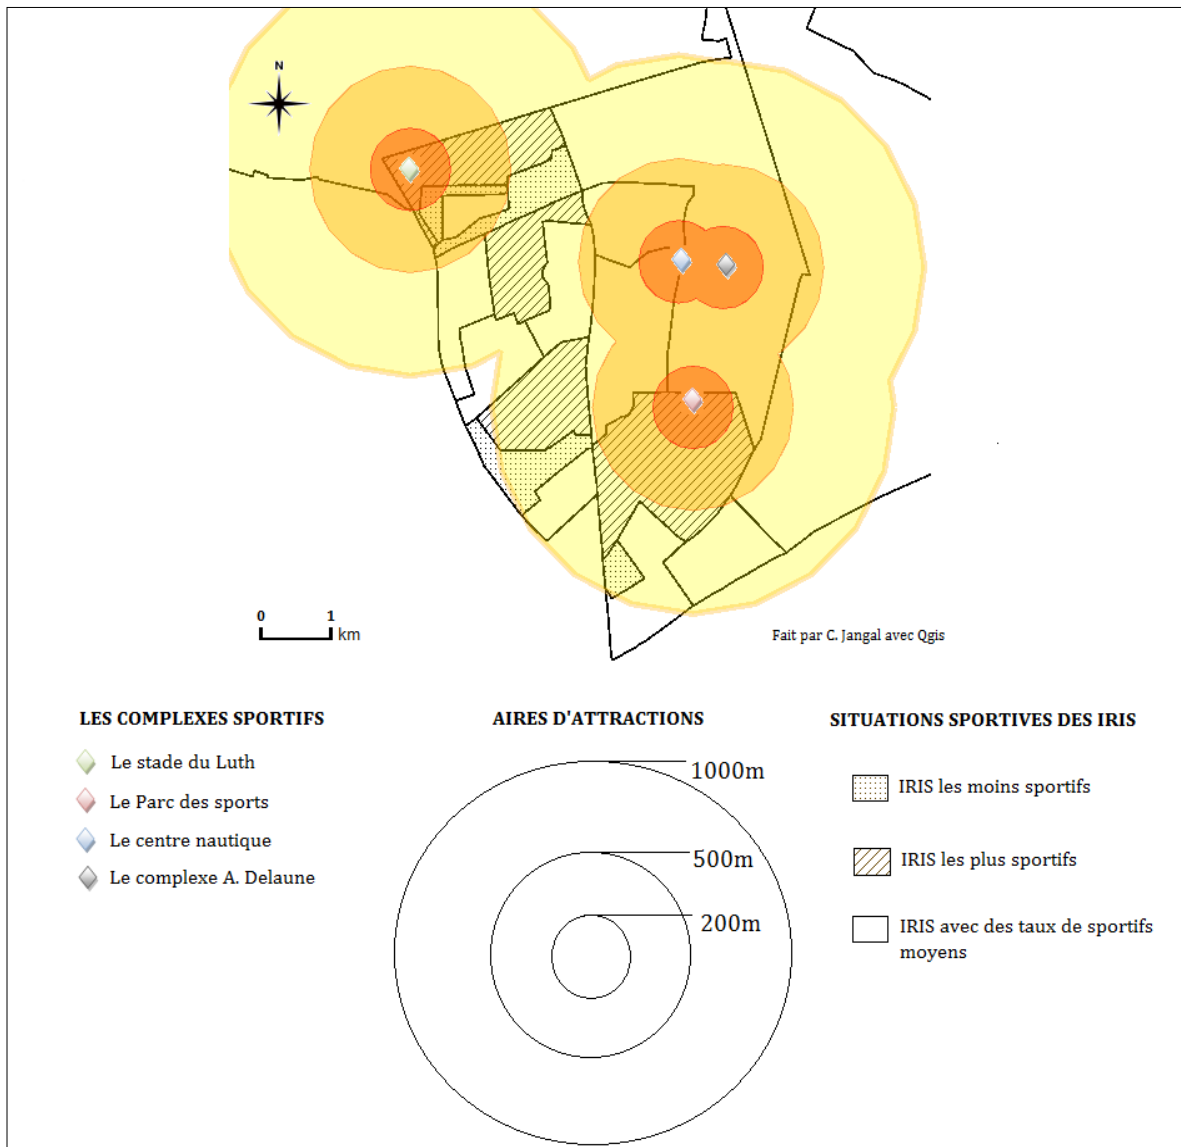 N
0 1
km
Fait par C. Jangal avec Qgis
LES COMPLEXES SPORTIFS
Le stade du Luth
Le Parc des sports
Le centre nautique
Le complexe A. Delaune
AIRES D'ATTRACTIONS
1000m
500m
200m
SITUATIONS SPORTIVES DES IRIS
IRIS les moins sportifs
IRIS les plus sportifs
IRIS avec des taux de sportifs
moyens